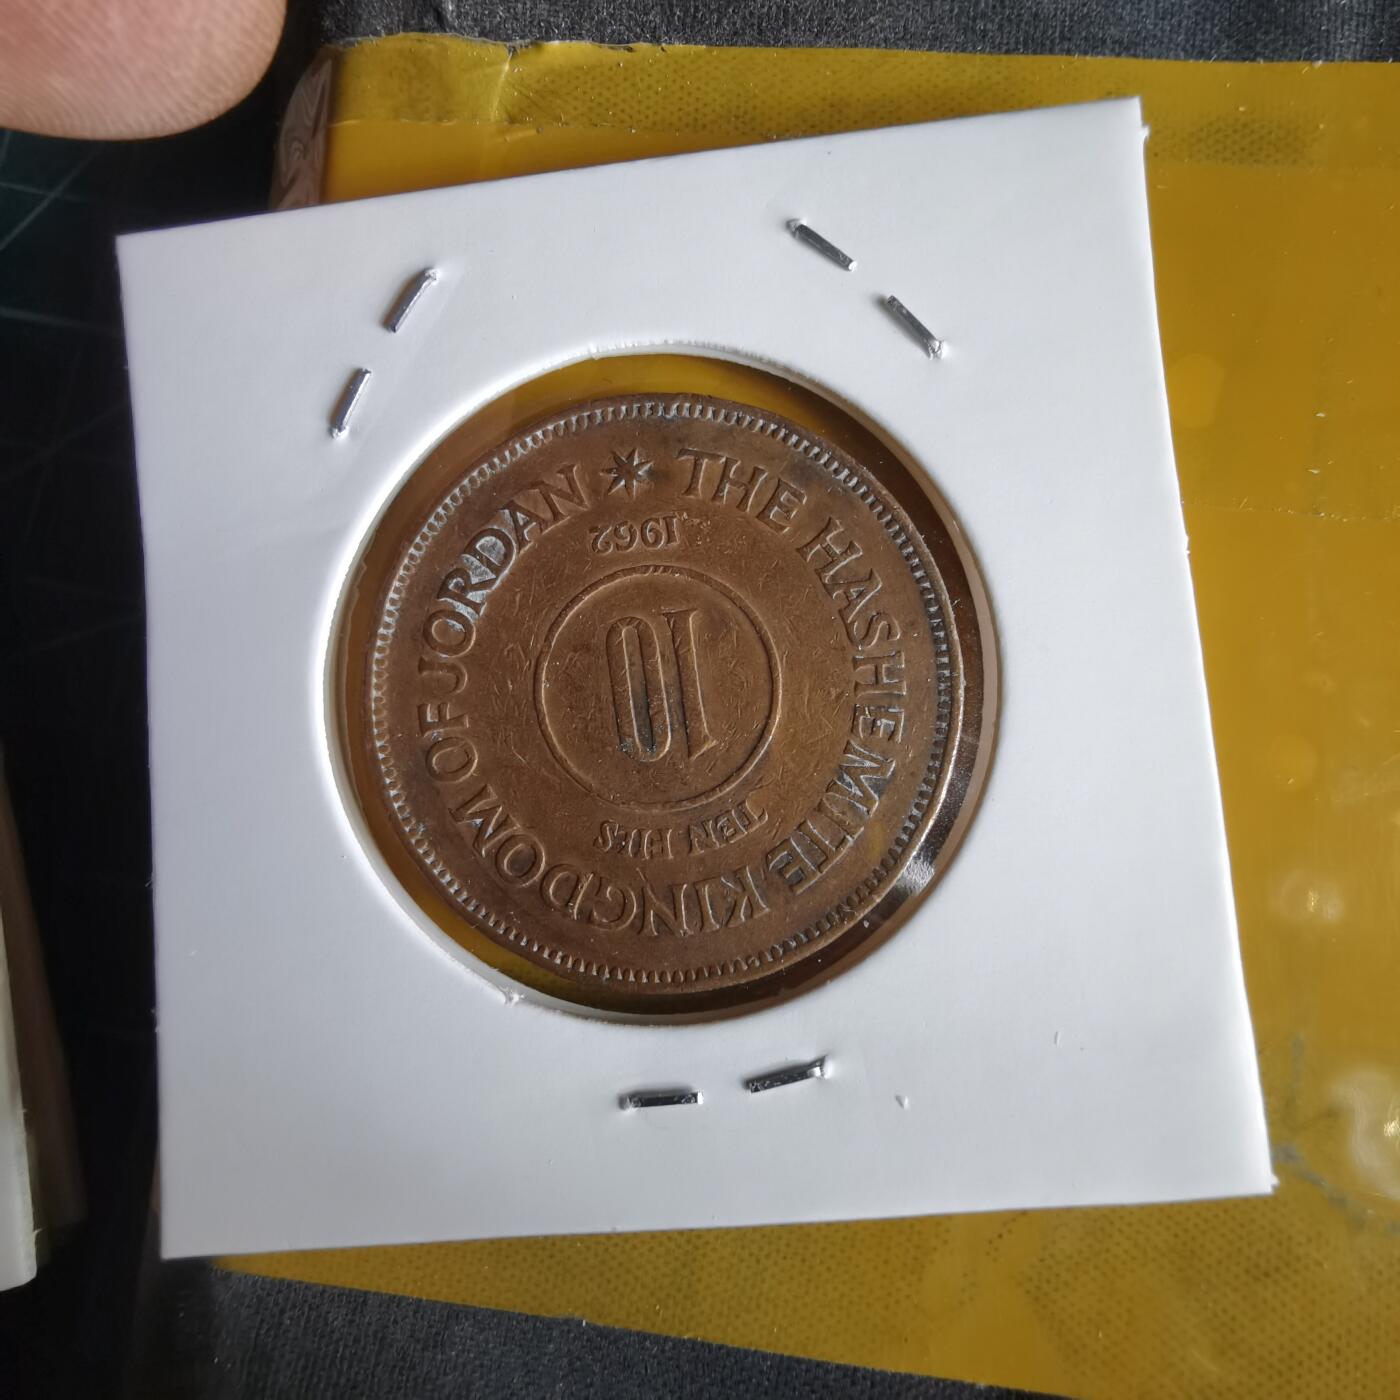 THE HASHEMITE KINGDOM OF JORDAN
TEN FILS
10
1962